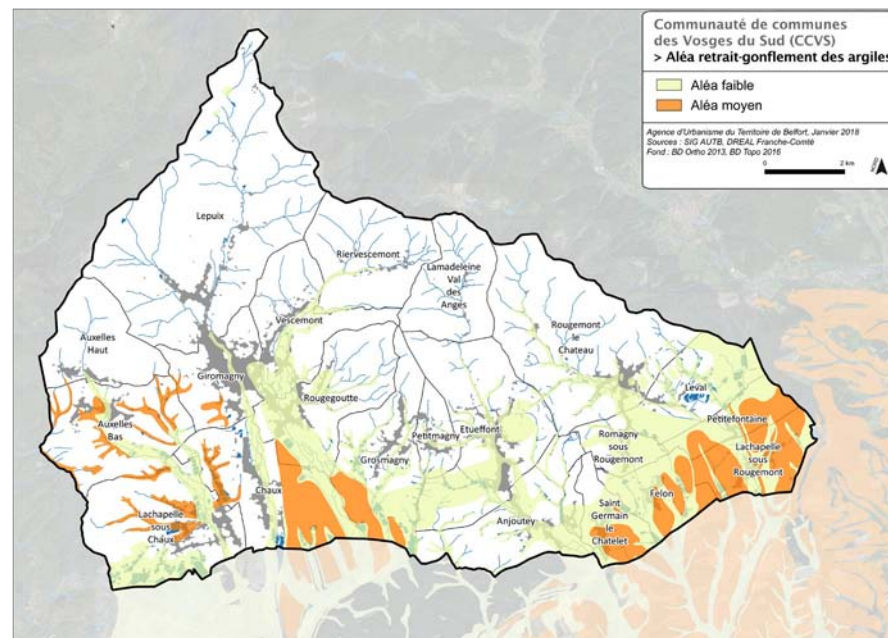 Communauté de communes
des Vosges du Sud (CCVS)
> Aléa retrait-gonflement des argiles
Aléa faible
Aléa moyen
Agence d'Urbanisme du Territoire de Belfort, Janvier 2018
Sources : SIG AUTB, DREAL Franche-Comté
Fond : BD Ortho 2013, BD Topo 2016
0 2 km
Lepuix
Riervescemont
Lamadeleine
Val
des
Anges
Auxelles
Haut
Vescemont
Rougemont
le
Chateau
Giromagny
Rougegoutte
Leval
Auxelles
Bas
Petitefontaine
Petitmagny
Etueffont
Romagny
sous
Rougemont
Lachapelle
sous
Rougemont
Grosmagny
Chaux
Felon
Lachapelle
sous
Chaux
Anjoutey
Saint
Germain
le
Chatelet